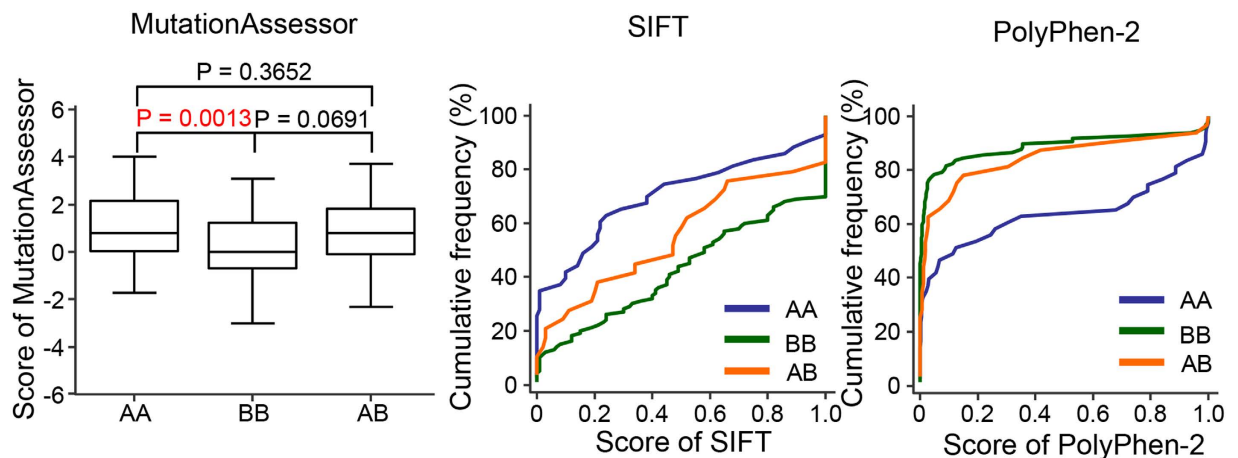 MutationAssessor
P = 0.3652
P = 0.0013
P = 0.0691
Score of MutationAssessor
6
4
2
0
-2
-4
-6
AA
BB
AB
SIFT
Cumulative frequency (%)
100
80
60
40
20
0
AA
BB
AB
0
0.2
0.4
0.6
0.8
1.0
Score of SIFT
PolyPhen-2
Cumulative frequency (%)
100
80
60
40
20
0
AA
BB
AB
0
0.2
0.4
0.6
0.8
1.0
Score of PolyPhen-2